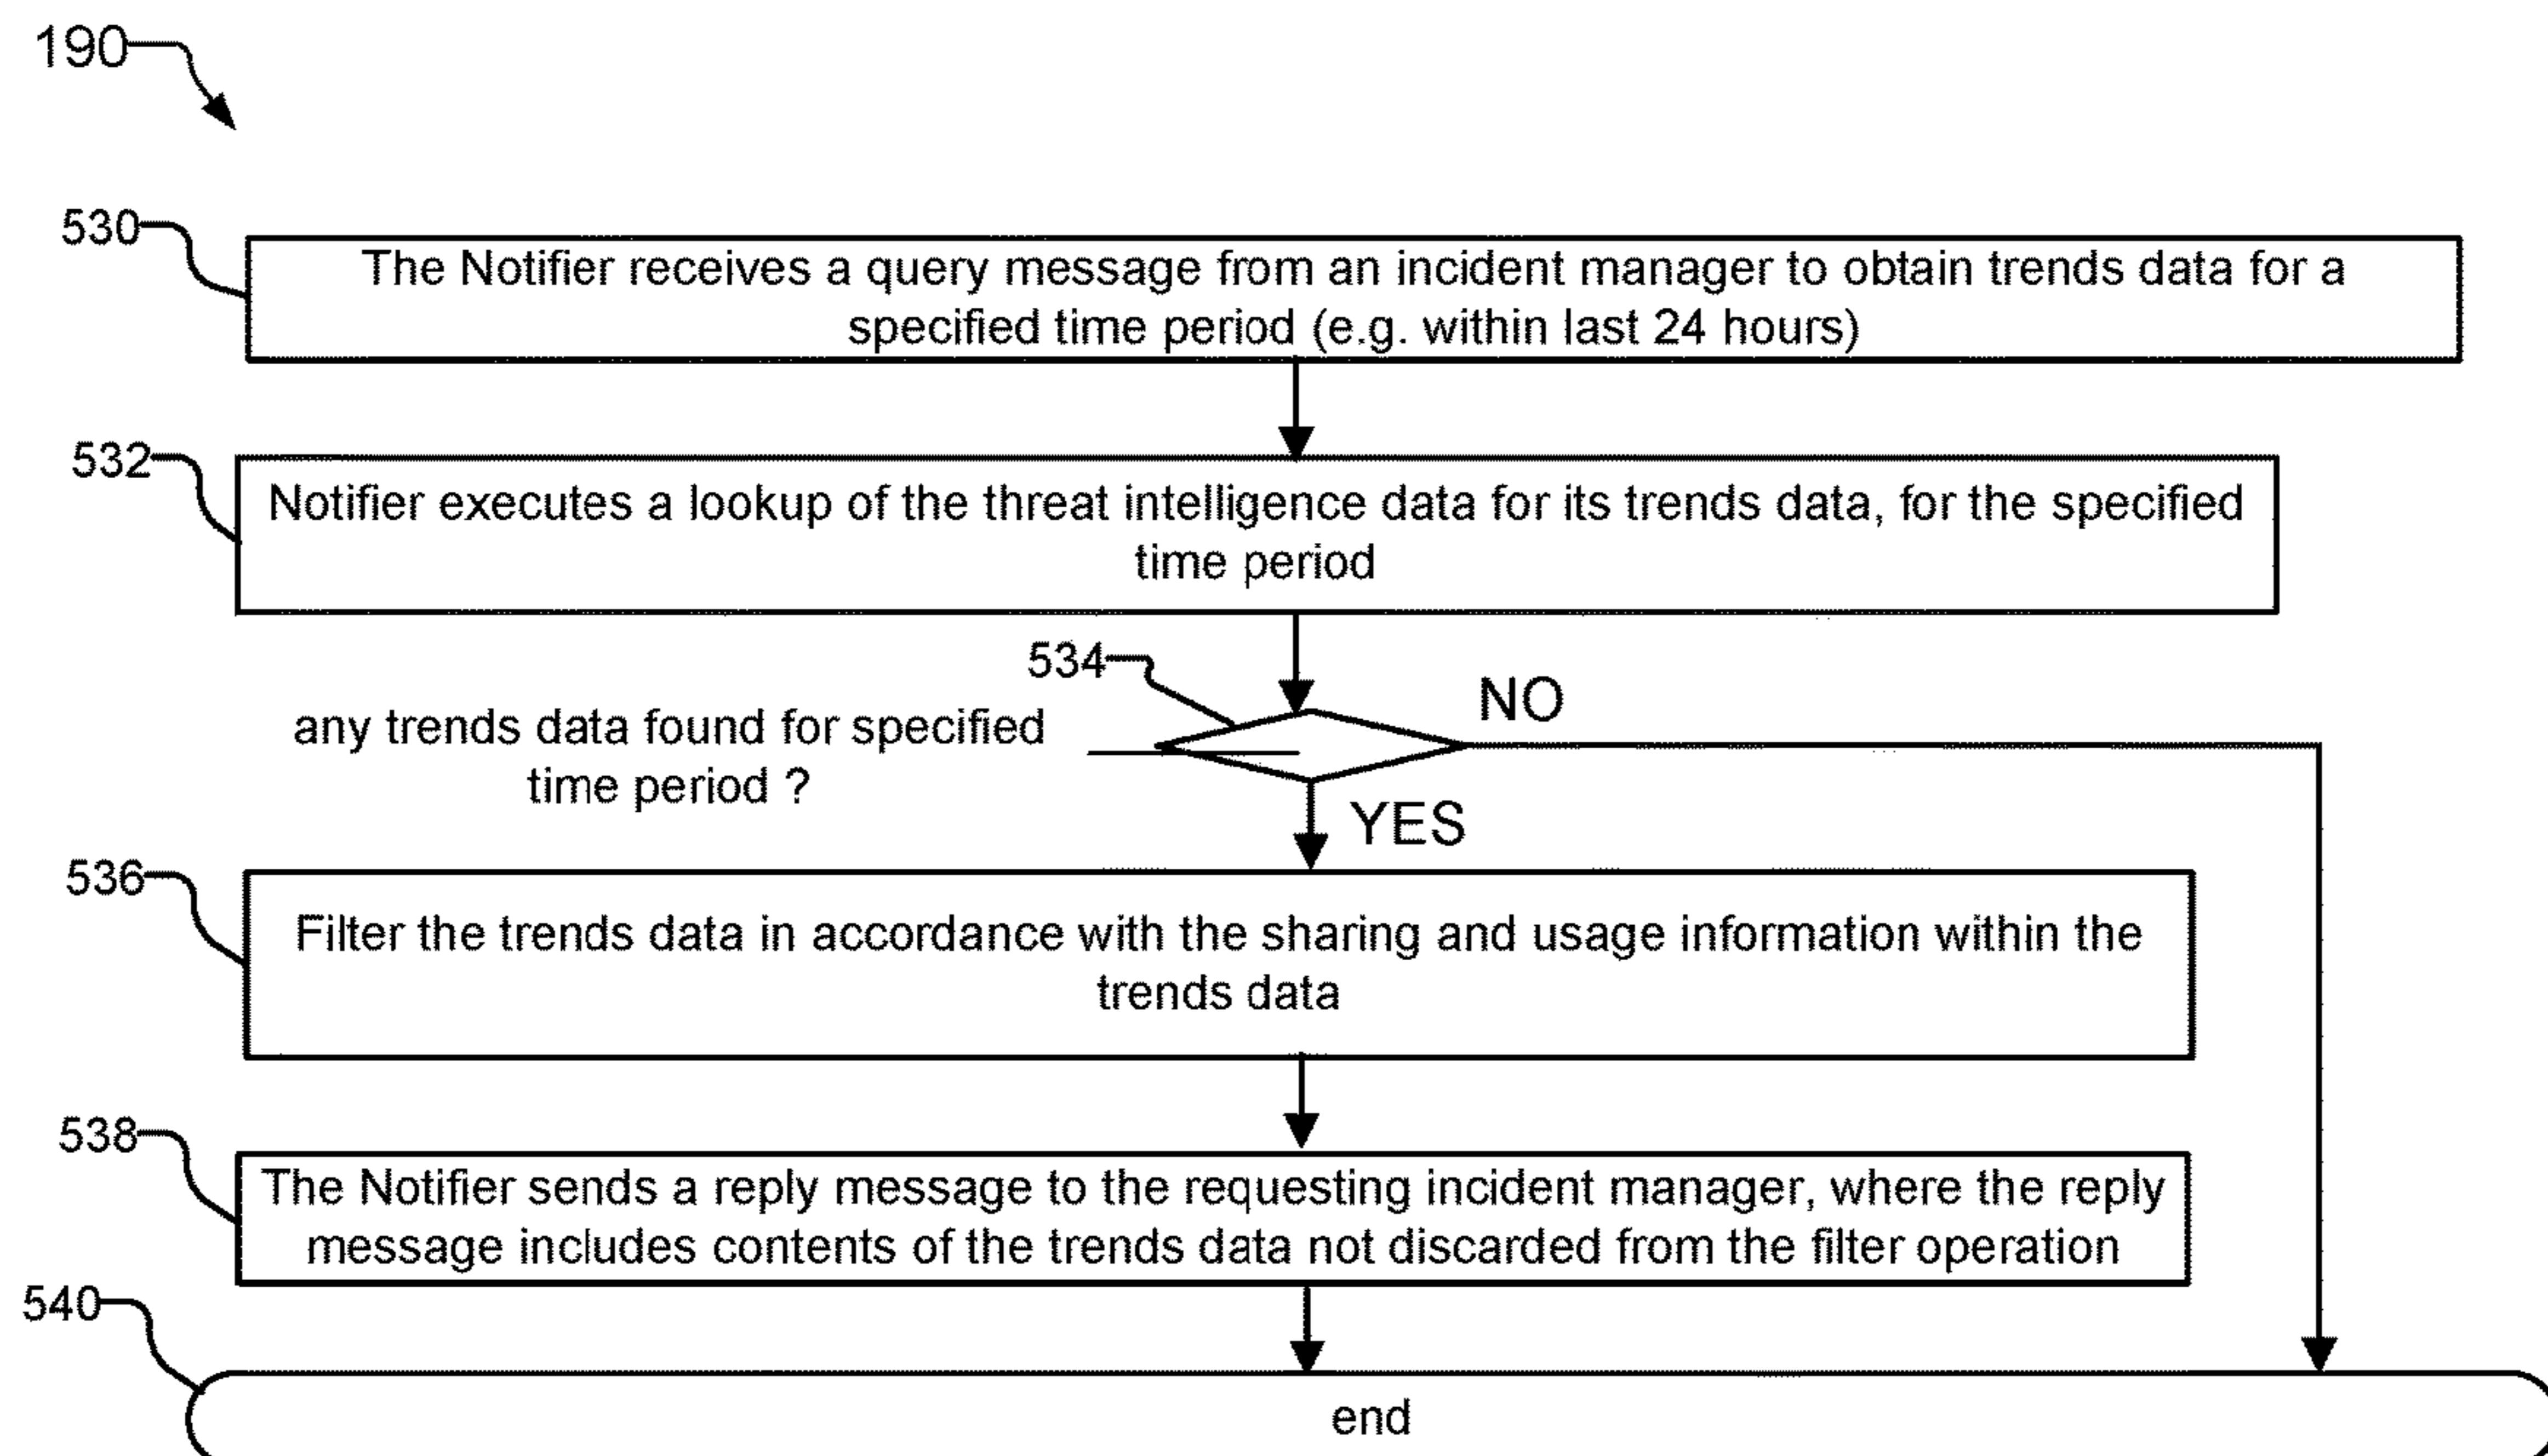 190
530
The Notifier receives a query message from an incident manager to obtain trends data for a
specified time period (e.g. within last 24 hours)
532
Notifier executes a lookup of the threat intelligence data for its trends data, for the specified
time period
534
NO
any trends data found for specified
time period ?
YES
536
Filter the trends data in accordance with the sharing and usage information within the
trends data
538
The Notifier sends a reply message to the requesting incident manager, where the reply
message includes contents of the trends data not discarded from the filter operation
540
end